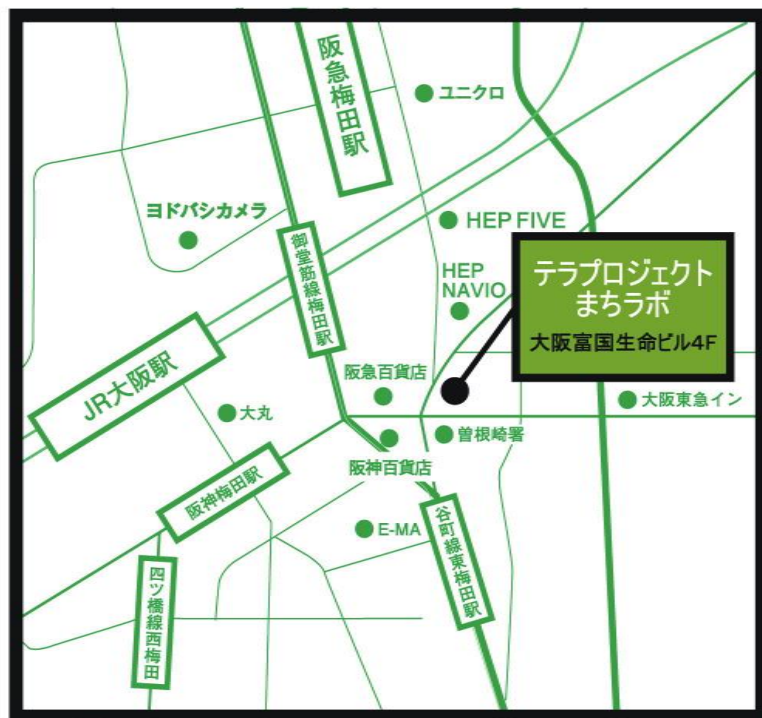 阪急梅田駅
ユニクロ
ヨドバシカメラ
御堂筋線梅田駅
HEP FIVE
HEP
NAVIO
テラプロジェクト
まちラボ
大阪富国生命ビル4F
JR大阪駅
阪急百貨店
大丸
大阪東急イン
曽根崎署
阪神百貨店
阪神梅田駅
E-MA
谷町線東梅田駅
四ツ橋線西梅田